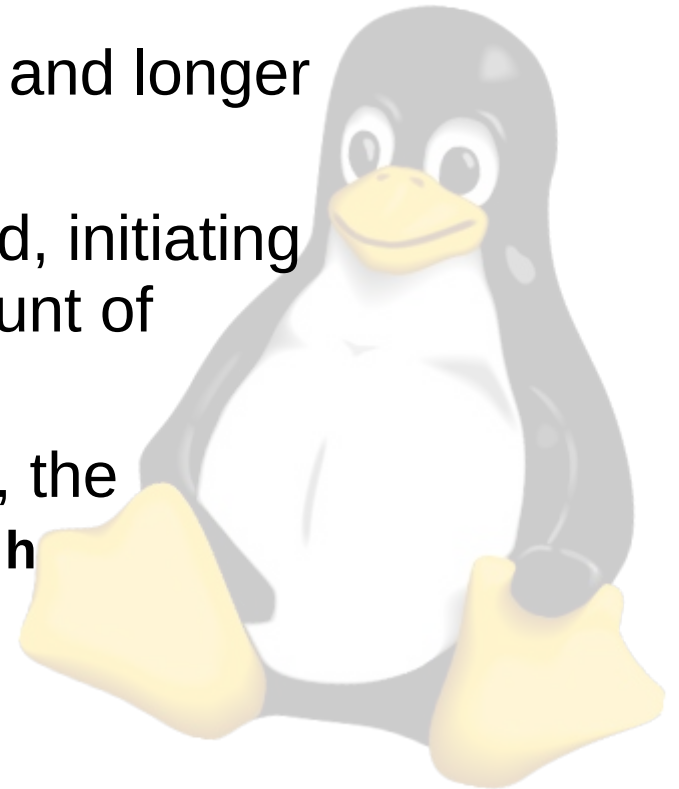 and longer
d, initiating
unt of
, the
h